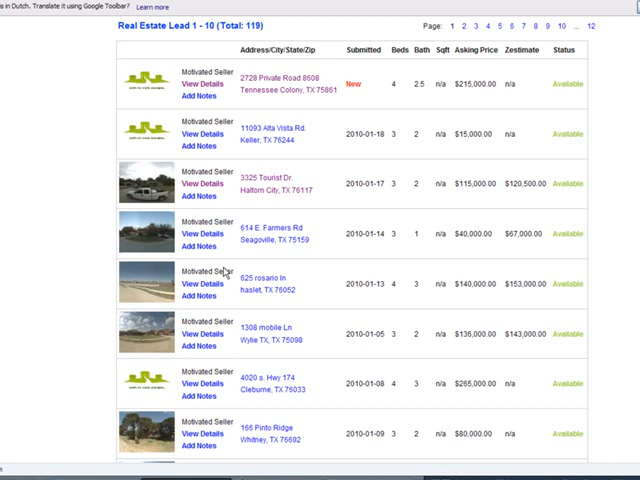 s in Dutch. Translate it using Google Toolbar? Learn more
Real Estate Lead 1 - 10 (Total: 119) Page: 1 2 3 4 5 6 7 8 9 10 ... 12
Address/City/State/Zip Submitted Beds Bath Sqft Asking Price Zestimate Status
Motivated Seller
View Details
Add Notes
2728 Private Road 8608
Tennessee Colony, TX 75861
New 4 2.5 n/a $215,000.00 n/a Available
Motivated Seller
View Details
Add Notes
11093 Alta Vista Rd.
Keller, TX 76244
2010-01-18 3 2 n/a $15,000.00 n/a Available
Motivated Seller
View Details
Add Notes
3325 Tourist Dr.
Haltom City, TX 76117
2010-01-17 3 2 n/a $115,000.00 $120,500.00 Available
Motivated Seller
View Details
Add Notes
614 E. Farmers Rd
Seagoville, TX 75159
2010-01-14 3 1 n/a $40,000.00 $67,000.00 Available
Motivated Seller
View Details
Add Notes
625 rosario ln
haslet, TX 76052
2010-01-13 4 3 n/a $140,000.00 $153,000.00 Available
Motivated Seller
View Details
Add Notes
1308 mobile Ln
Wylie TX, TX 75098
2010-01-05 3 2 n/a $136,000.00 $143,000.00 Available
Motivated Seller
View Details
Add Notes
4020 s. Hwy 174
Cleburne, TX 76033
2010-01-08 4 3 n/a $265,000.00 n/a Available
Motivated Seller
View Details
Add Notes
166 Pinto Ridge
Whitney, TX 76692
2010-01-09 3 2 n/a $80,000.00 n/a Available